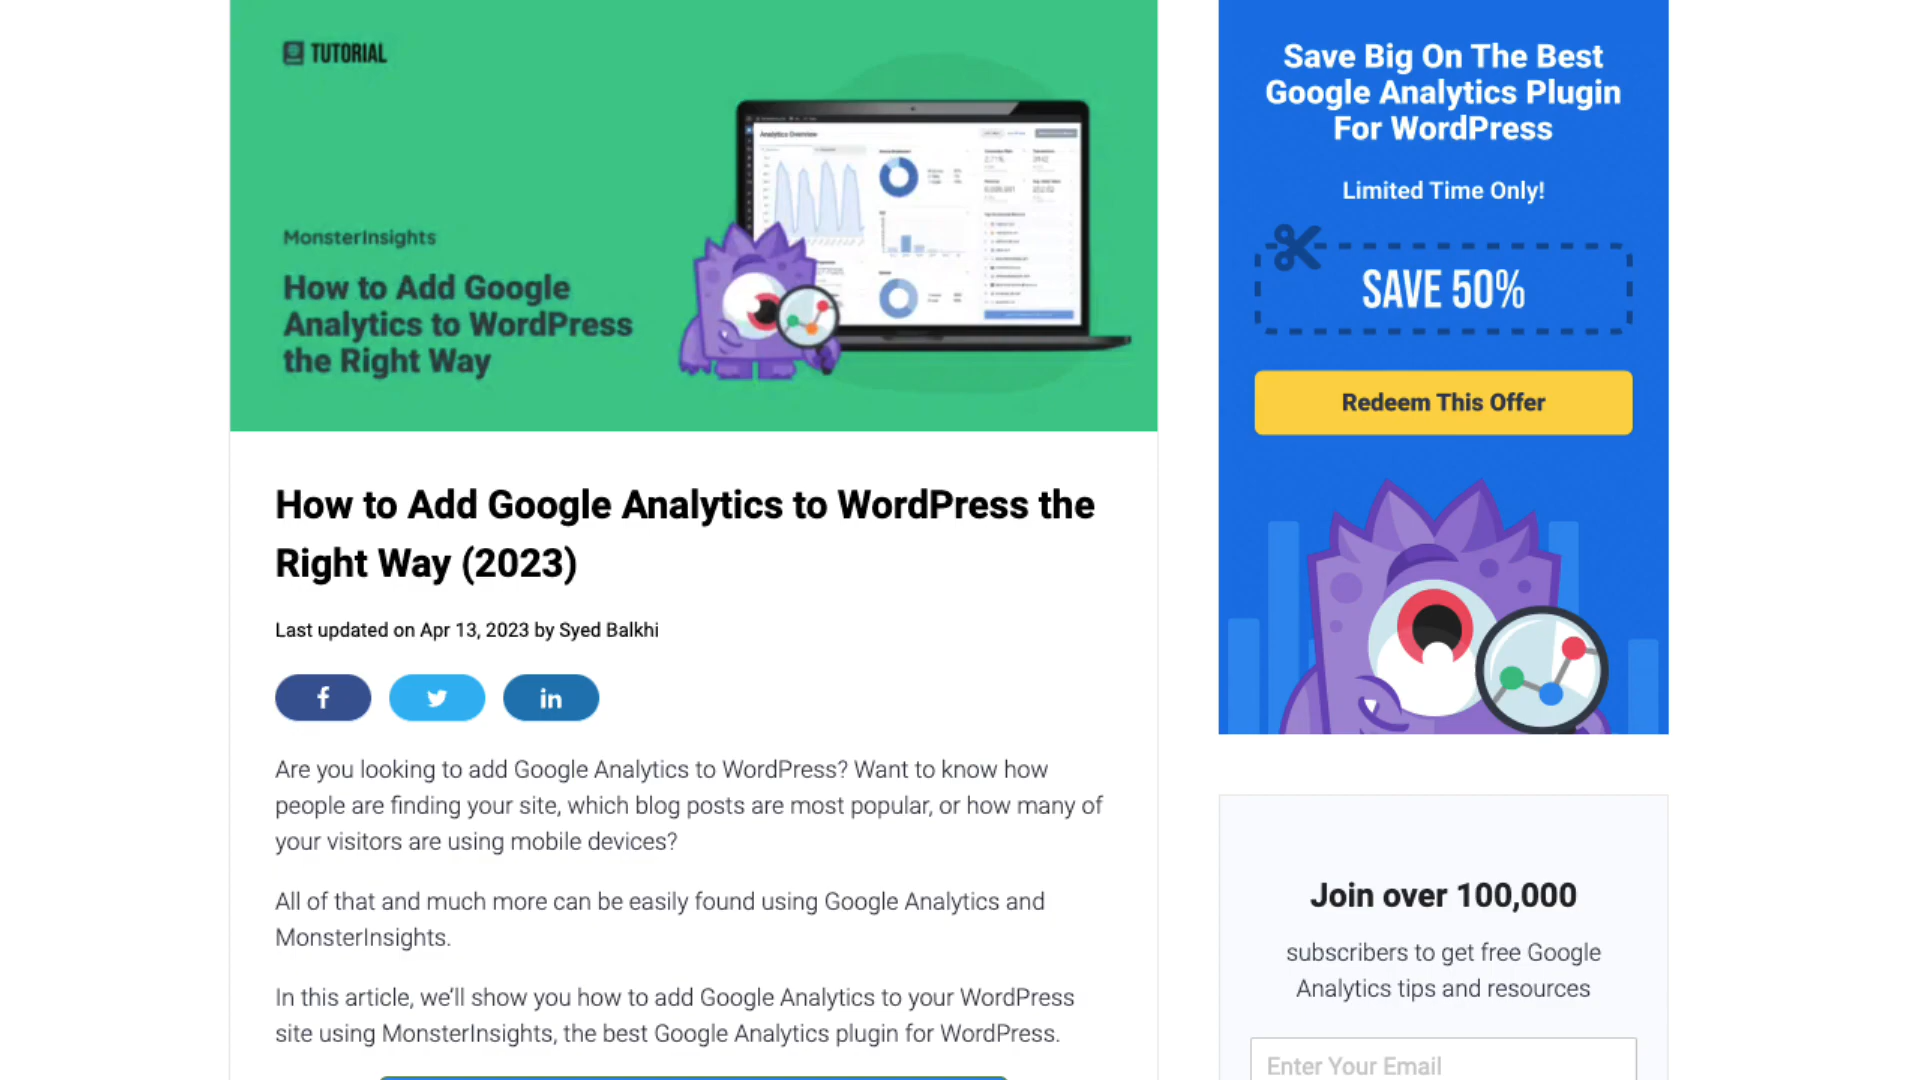 TUTORIAL
MonsterInsights
How to Add Google
Analytics to WordPress
the Right Way
Analytics Overview
How to Add Google Analytics to WordPress the
Right Way (2023)
Last updated on Apr 13, 2023 by Syed Balkhi
f
in
Are you looking to add Google Analytics to WordPress? Want to know how
people are finding your site, which blog posts are most popular, or how many of
your visitors are using mobile devices?
All of that and much more can be easily found using Google Analytics and
MonsterInsights.
In this article, we’ll show you how to add Google Analytics to your WordPress
site using MonsterInsights, the best Google Analytics plugin for WordPress.
Save Big On The Best
Google Analytics Plugin
For WordPress
Limited Time Only!
SAVE 50%
Redeem This Offer
Join over 100,000
subscribers to get free Google
Analytics tips and resources
Enter Your Email